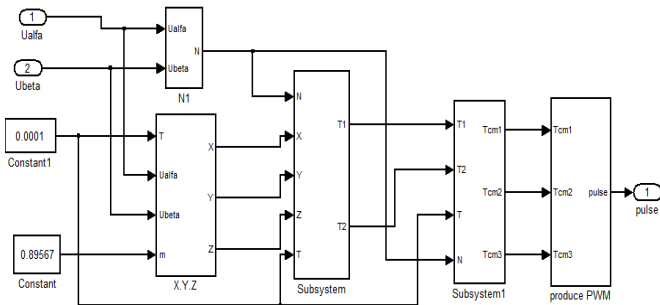 1
Ualfa
2
Ubeta
0.0001
Constant1
0.89567
Constant
Ualfa
Ubeta
N
N1
T
Ualfa
Ubeta
m
X
Y
Z
X.Y.Z
N
X
Y
Z
T
T1
T2
Subsystem
T1
T2
T
N
Tcm1
Tcm2
Tcm3
Subsystem1
Tcm1
Tcm2
Tcm3
pulse
produce PWM
1
pulse